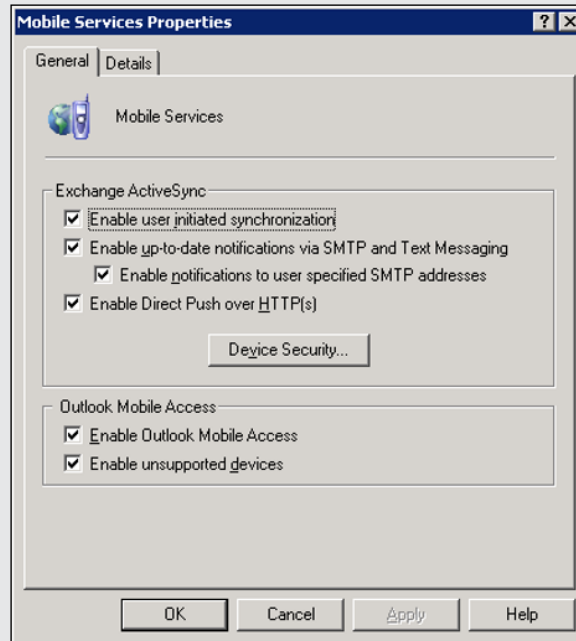 Mobile Services Properties
General
Details
Mobile Services
Exchange ActiveSync
Enable user initiated synchronization
Enable up-to-date notifications via SMTP and Text Messaging
Enable notifications to user specified SMTP addresses
Enable Direct Push over HTTP(s)
Device Security...
Outlook Mobile Access
Enable Outlook Mobile Access
Enable unsupported devices
OK
Cancel
Apply
Help